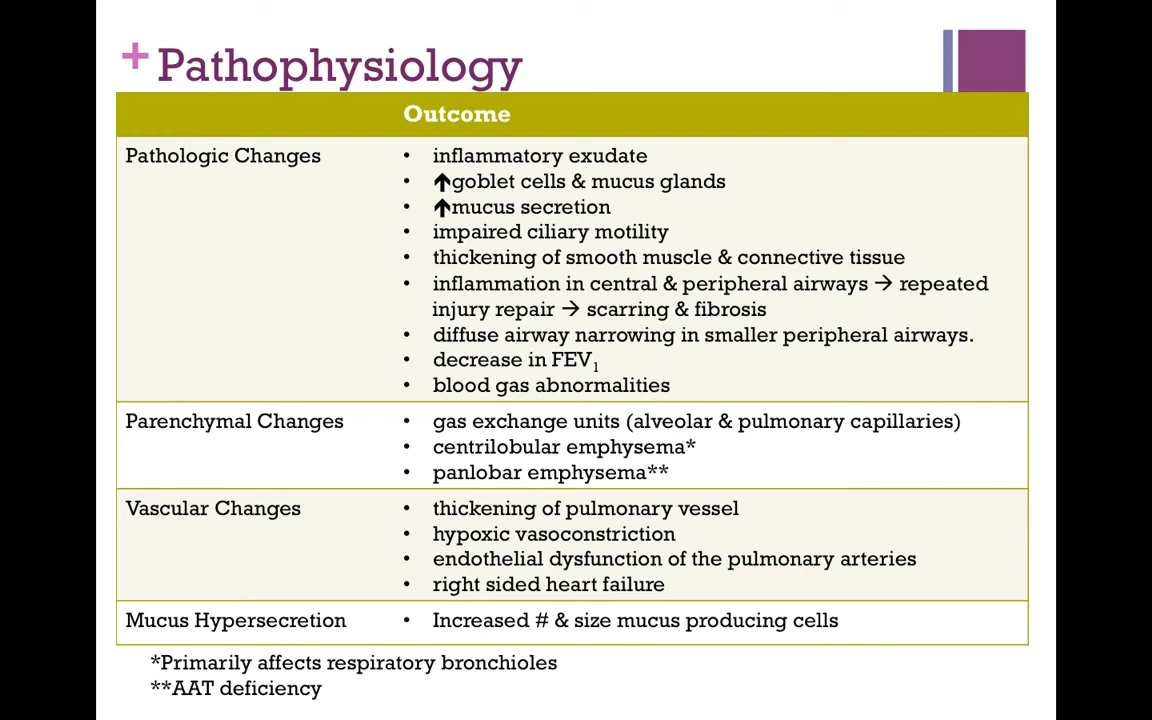 + Pathophysiology
Outcome
Pathologic Changes
• inflammatory exudate
• ↑goblet cells & mucus glands
• ↑mucus secretion
• impaired ciliary motility
• thickening of smooth muscle & connective tissue
• inflammation in central & peripheral airways → repeated
injury repair → scarring & fibrosis
• diffuse airway narrowing in smaller peripheral airways.
• decrease in FEV₁
• blood gas abnormalities
Parenchymal Changes
• gas exchange units (alveolar & pulmonary capillaries)
• centrilobular emphysema*
• panlobar emphysema**
Vascular Changes
• thickening of pulmonary vessel
• hypoxic vasoconstriction
• endothelial dysfunction of the pulmonary arteries
• right sided heart failure
Mucus Hypersecretion
• Increased # & size mucus producing cells
*Primarily affects respiratory bronchioles
**AAT deficiency